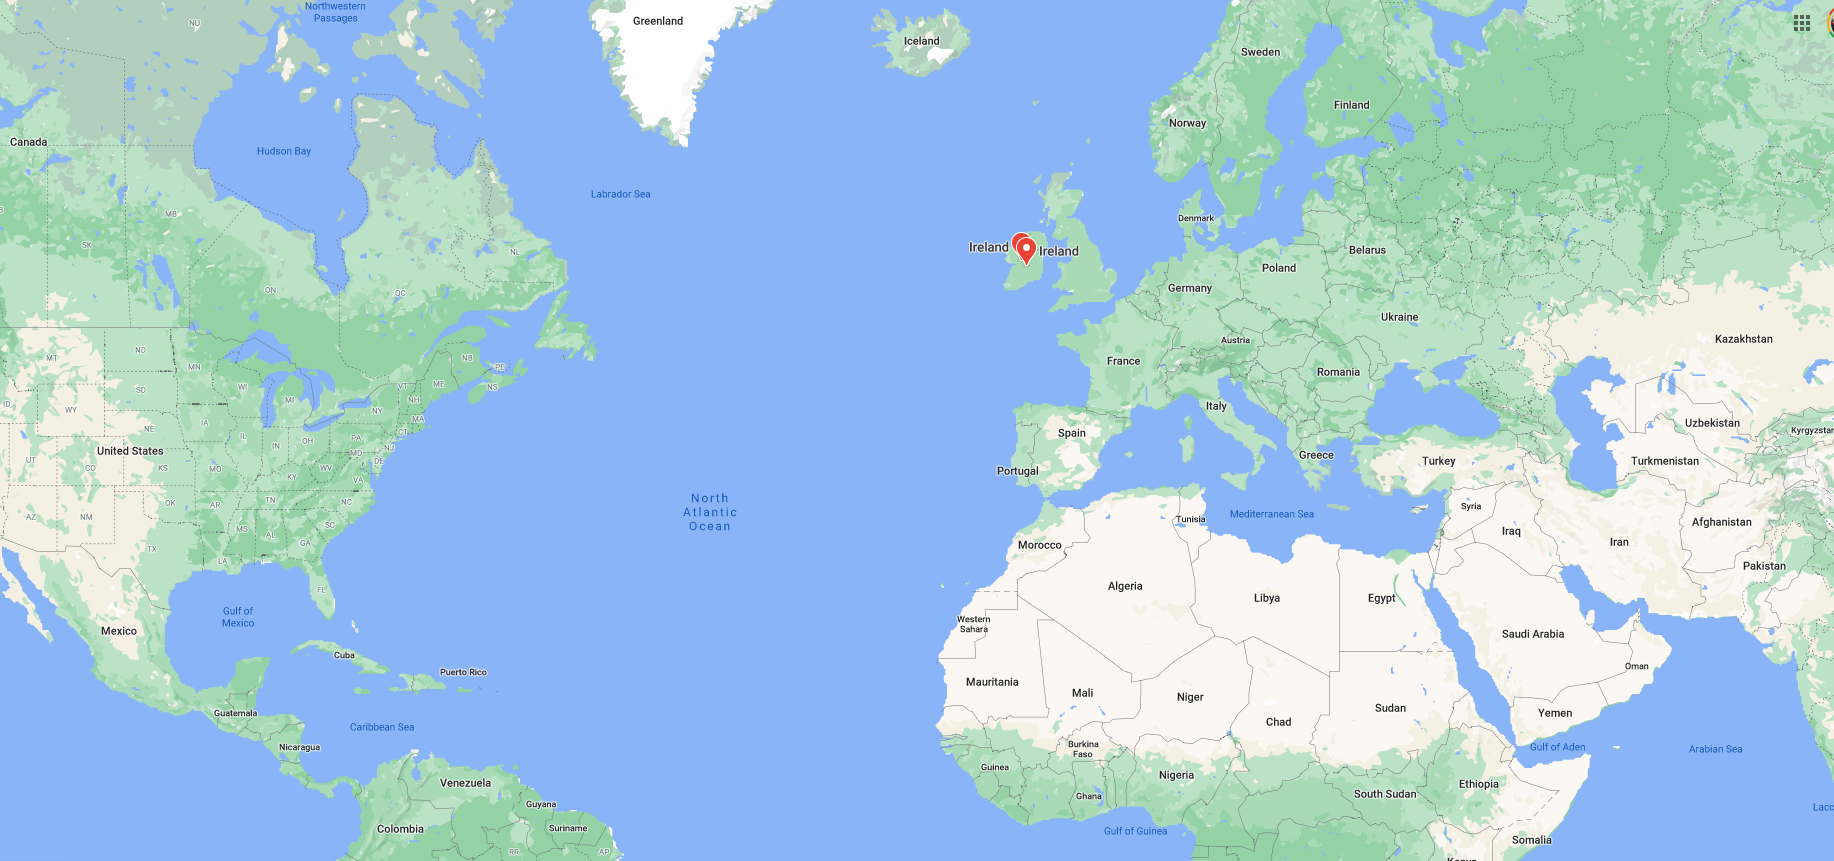 Northwestern
Passages
NU
Greenland
Iceland
Sweden
Finland
Norway
Canada
Hudson Bay
Labrador Sea
MB
SK
Denmark
Ireland
Ireland
Belarus
NL
Poland
ON
QC
Germany
Ukraine
Kazakhstan
Austria
France
Romania
ND
MT
MN
NB
PE
NS
ME
VT
NH
WI
MI
SD
ID
WY
NY
MA
CT
Italy
Spain
Uzbekistan
Kyrgyzstan
NE
IA
IL
IN
OH
PA
NJ
MD
DE
United States
Greece
Turkey
Turkmenistan
Portugal
UT
CO
KS
MO
WV
VA
North
Atlantic
Ocean
OK
AR
TN
NC
SC
AZ
NM
MS
AL
GA
TX
LA
Syria
Mediterranean Sea
Tunisia
Afghanistan
Iraq
Iran
Morocco
Pakistan
Algeria
FL
Libya
Egypt
Gulf of
Mexico
Western
Sahara
Mexico
Saudi Arabia
Cuba
Puerto Rico
Oman
Mauritania
Mali
Niger
Guatemala
Sudan
Yemen
Chad
Caribbean Sea
Nicaragua
Burkina
Faso
Gulf of Aden
Arabian Sea
Guinea
Nigeria
Venezuela
Ethiopia
Ghana
South Sudan
Guyana
Lacc
Colombia
Suriname
Gulf of Guinea
Somalia
RR
AP